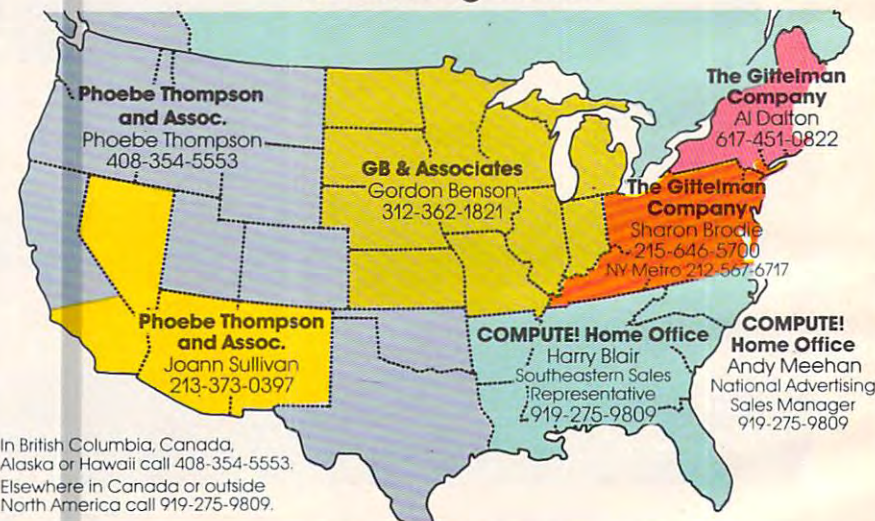 Phoebe Thompson
and Assoc.
Phoebe Thompson
408-354-5553
GB & Associates
Gordon Benson
312-362-1821
The Gittelman
Company
Al Dalton
617-451-0822
The Gittelman
Company
Sharon Brodie
215-646-5700
NY Metro 212-567-6717
Phoebe Thompson
and Assoc.
Joann Sullivan
213-373-0397
COMPUTE! Home Office
Harry Blair
Southeastern Sales
Representative
919-275-9809
COMPUTE!
Home Office
Andy Meehan
National Advertising
Sales Manager
919-275-9809
In British Columbia, Canada,
Alaska or Hawaii call 408-354-5553.
Elsewhere in Canada or outside
North America call 919-275-9809.